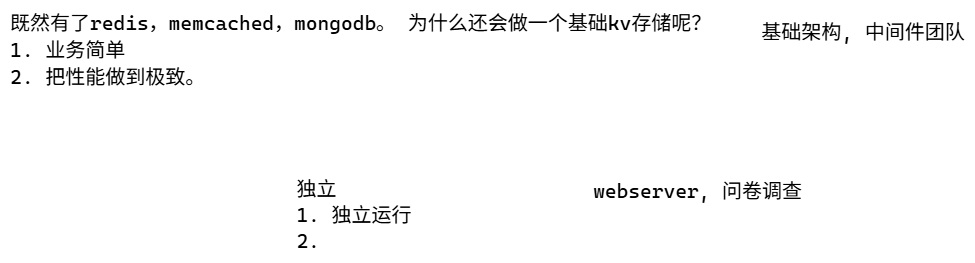 既然有了redis，memcached，mongodb。 为什么还会做一个基础kv存储呢？
基础架构, 中间件团队
1. 业务简单
2. 把性能做到极致。
独立
webserver, 问卷调查
1. 独立运行
2.